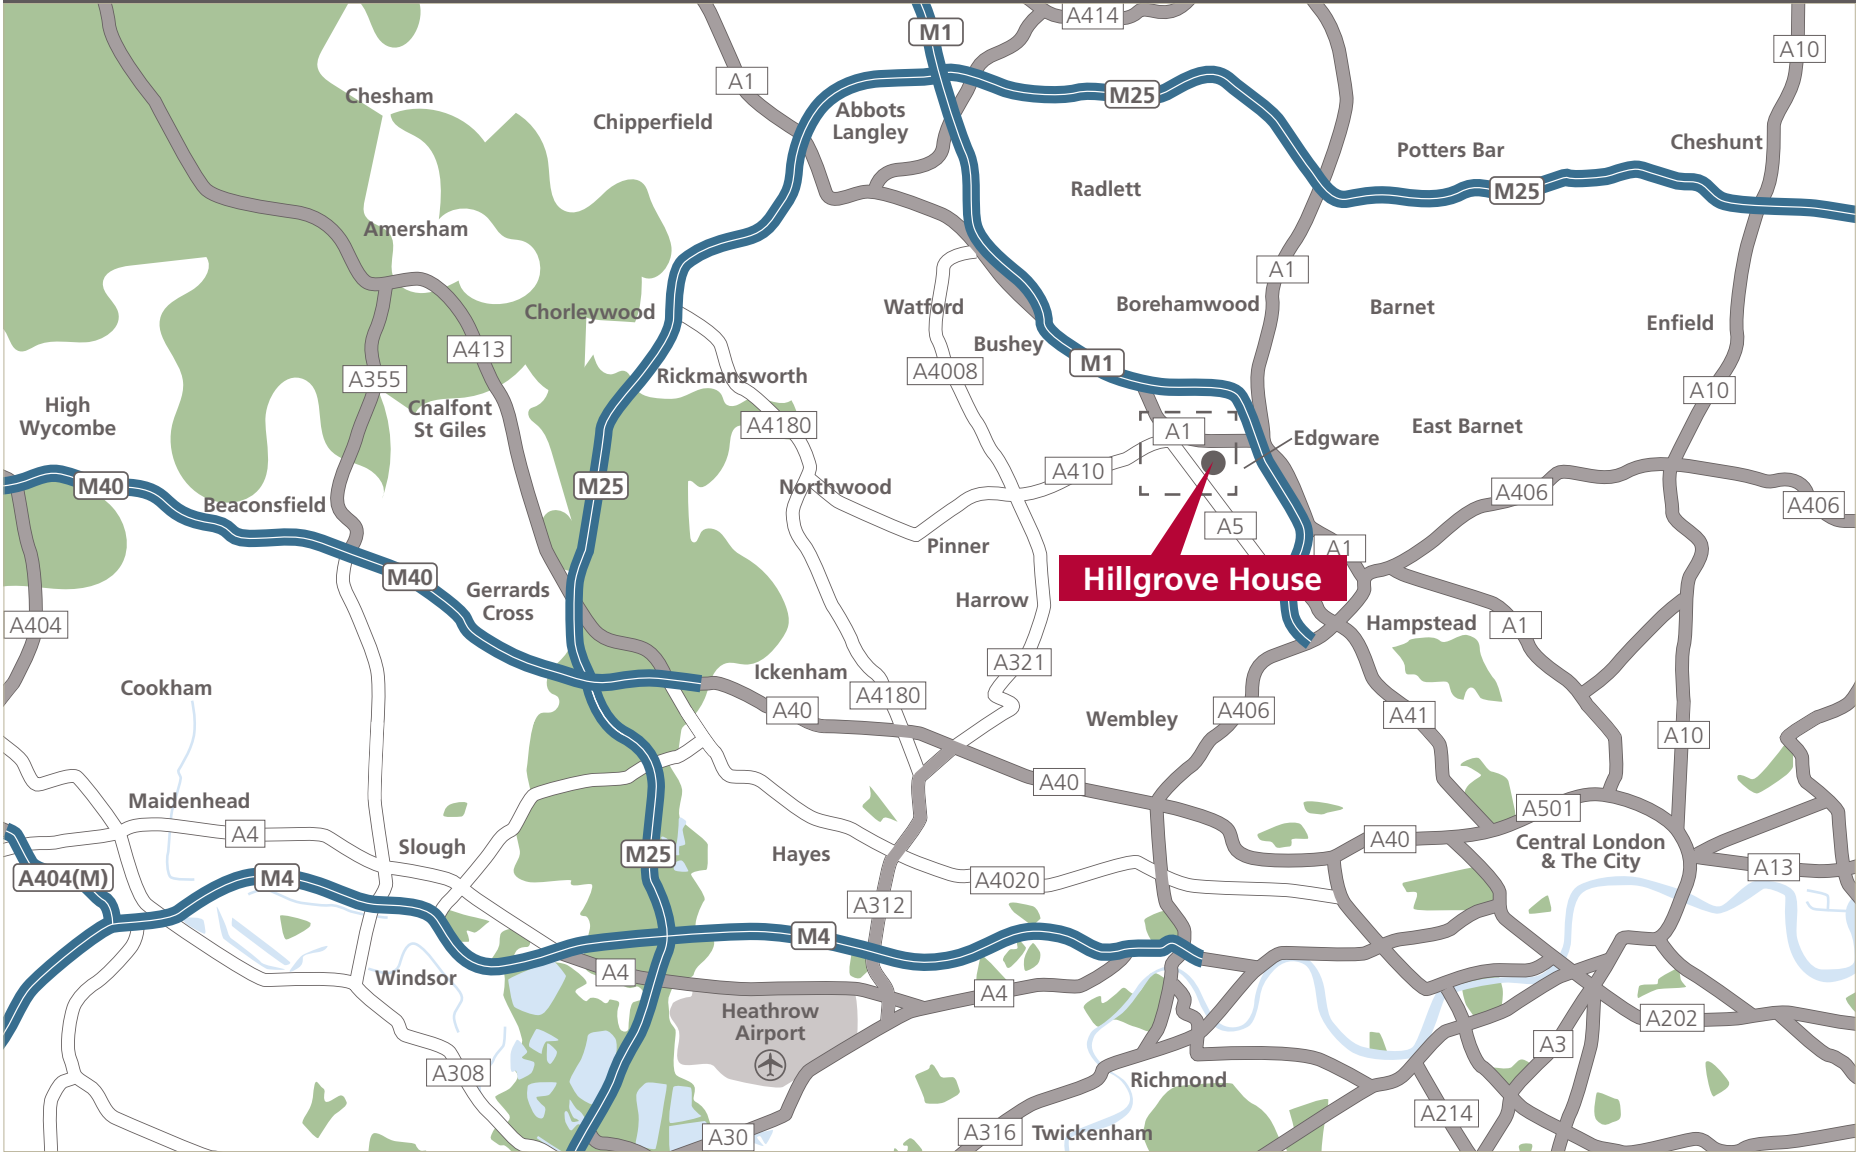 A414
M1
A10
A1
M25
Chesham
Abbots
Langley
Chipperfield
Cheshunt
Potters Bar
Radlett
M25
Amersham
A1
Chorleywood
Watford
Borehamwood
Barnet
Enfield
Bushey
A413
M1
A4008
A355
Rickmansworth
A10
High
Wycombe
Chalfont
St Giles
A4180
A1
Edgware
East Barnet
A410
M40
M25
Northwood
A406
A406
Beaconsfield
A5
Pinner
A1
M40
Hillgrove House
Gerrards
Cross
Harrow
A404
Hampstead
A1
A321
Ickenham
Cookham
A4180
A40
Wembley
A406
A41
A10
A40
Maidenhead
A501
A4
A40
Slough
M25
Hayes
Central London
& The City
A13
A404(M)
M4
A4020
A312
M4
Windsor
A4
A4
Heathrow
Airport
A202
A3
A308
Richmond
A214
A30
A316
Twickenham